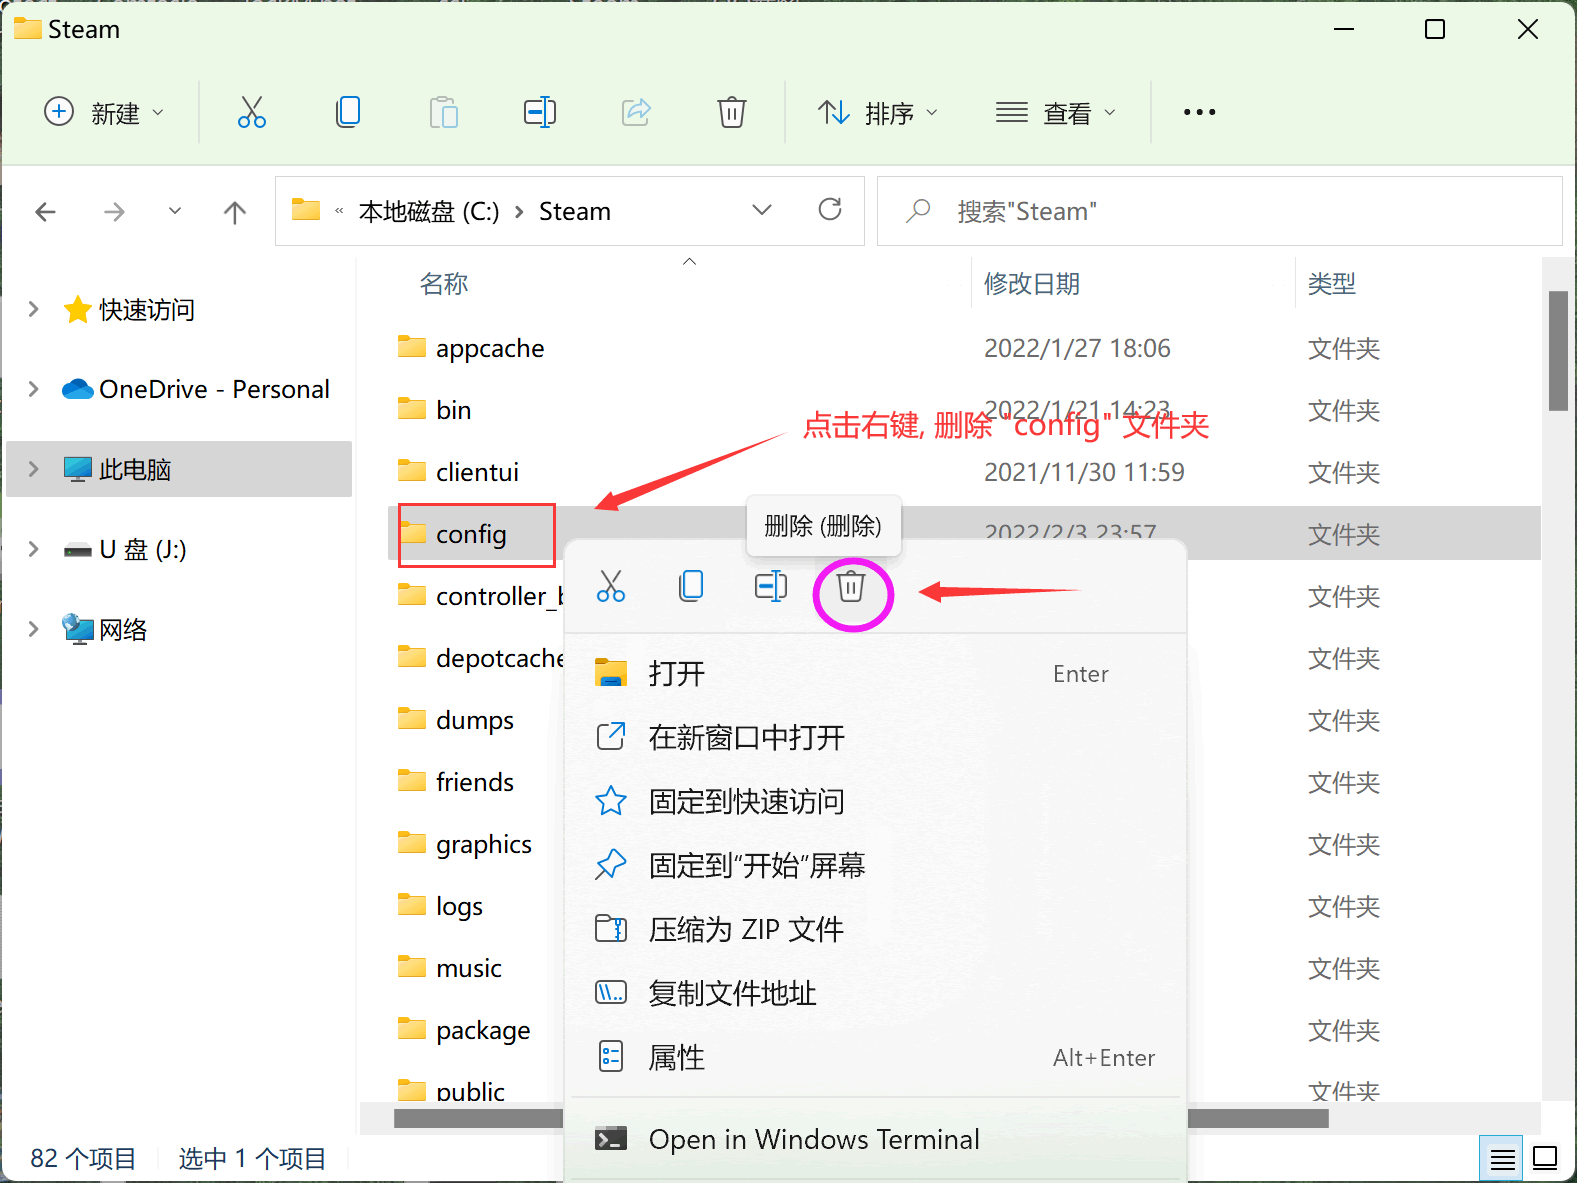 Steam
新建
排序
查看
« 本地磁盘 (C:) › Steam
搜索"Steam"
名称 修改日期 类型
快速访问
OneDrive - Personal
此电脑
U 盘 (J:)
网络
appcache 2022/1/27 18:06 文件夹
bin 2022/1/21 14:23 文件夹
点击右键, 删除 "config" 文件夹
clientui 2021/11/30 11:59 文件夹
config 2022/2/3 23:57 文件夹
删除 (删除)
controller_b 文件夹
depotcache 文件夹
dumps 文件夹
friends 文件夹
graphics 文件夹
logs 文件夹
music 文件夹
package 文件夹
public 文件夹
打开 Enter
在新窗口中打开
固定到快速访问
固定到"开始"屏幕
压缩为 ZIP 文件
复制文件地址
属性 Alt+Enter
Open in Windows Terminal
82 个项目 选中 1 个项目